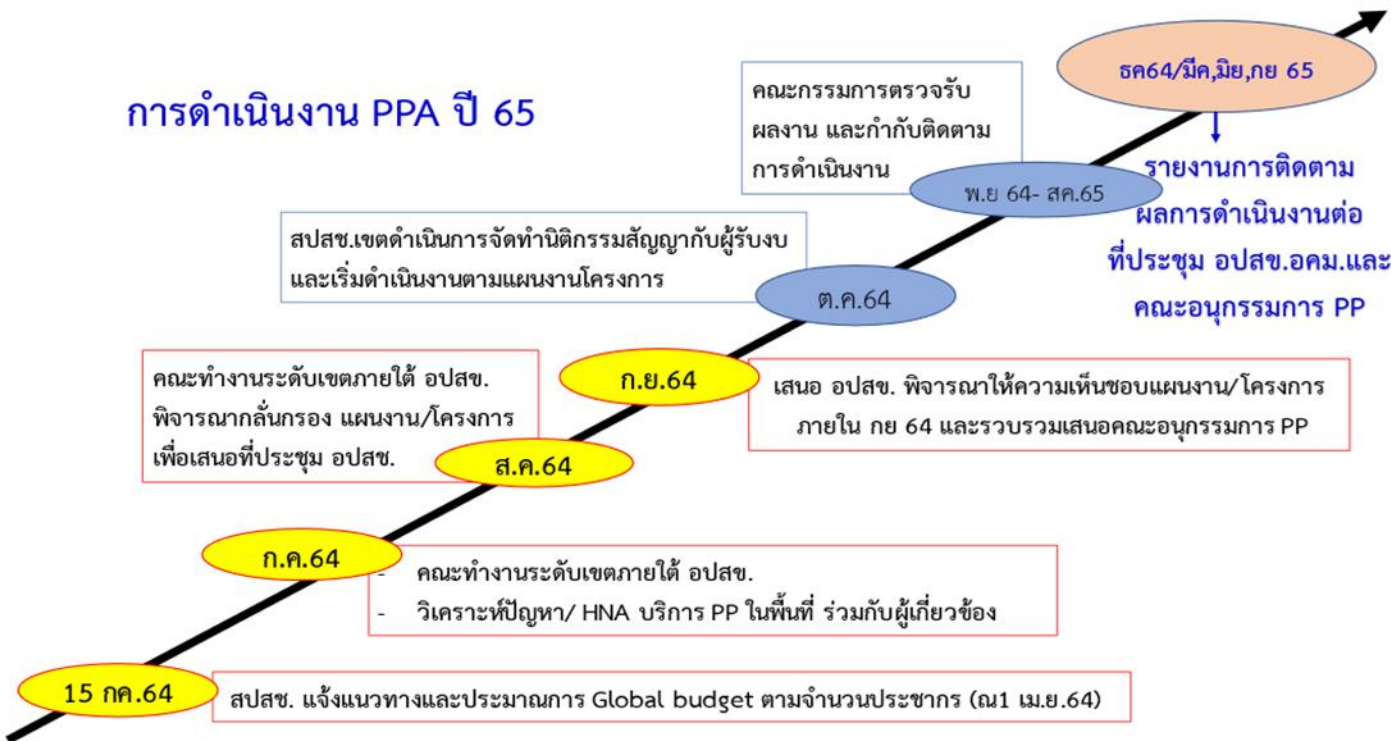 การดำเนินงาน PPA ปี 65
ธค64/มีค,มิย,กย 65
รายงานการติดตาม
ผลการดำเนินงานต่อ
ที่ประชุม อปสข.อคม.และ
คณะอนุกรรมการ PP
คณะกรรมการตรวจรับ
ผลงาน และกำกับติดตาม
การดำเนินงาน
พ.ย 64- สค.65
สปสช.เขตดำเนินการจัดทำนิติกรรมสัญญากับผู้รับงบ
และเริ่มดำเนินงานตามแผนงานโครงการ
ต.ค.64
ก.ย.64
เสนอ อปสข. พิจารณาให้ความเห็นชอบแผนงาน/โครงการ
ภายใน กย 64 และรวบรวมเสนอคณะอนุกรรมการ PP
คณะทำงานระดับเขตภายใต้ อปสข.
พิจารณากลั่นกรอง แผนงาน/โครงการ
เพื่อเสนอที่ประชุม อปสช.
ส.ค.64
ก.ค.64
- คณะทำงานระดับเขตภายใต้ อปสข.
- วิเคราะห์ปัญหา/ HNA บริการ PP ในพื้นที่ ร่วมกับผู้เกี่ยวข้อง
15 กค.64
สปสช. แจ้งแนวทางและประมาณการ Global budget ตามจำนวนประชากร (ณ1 เม.ย.64)